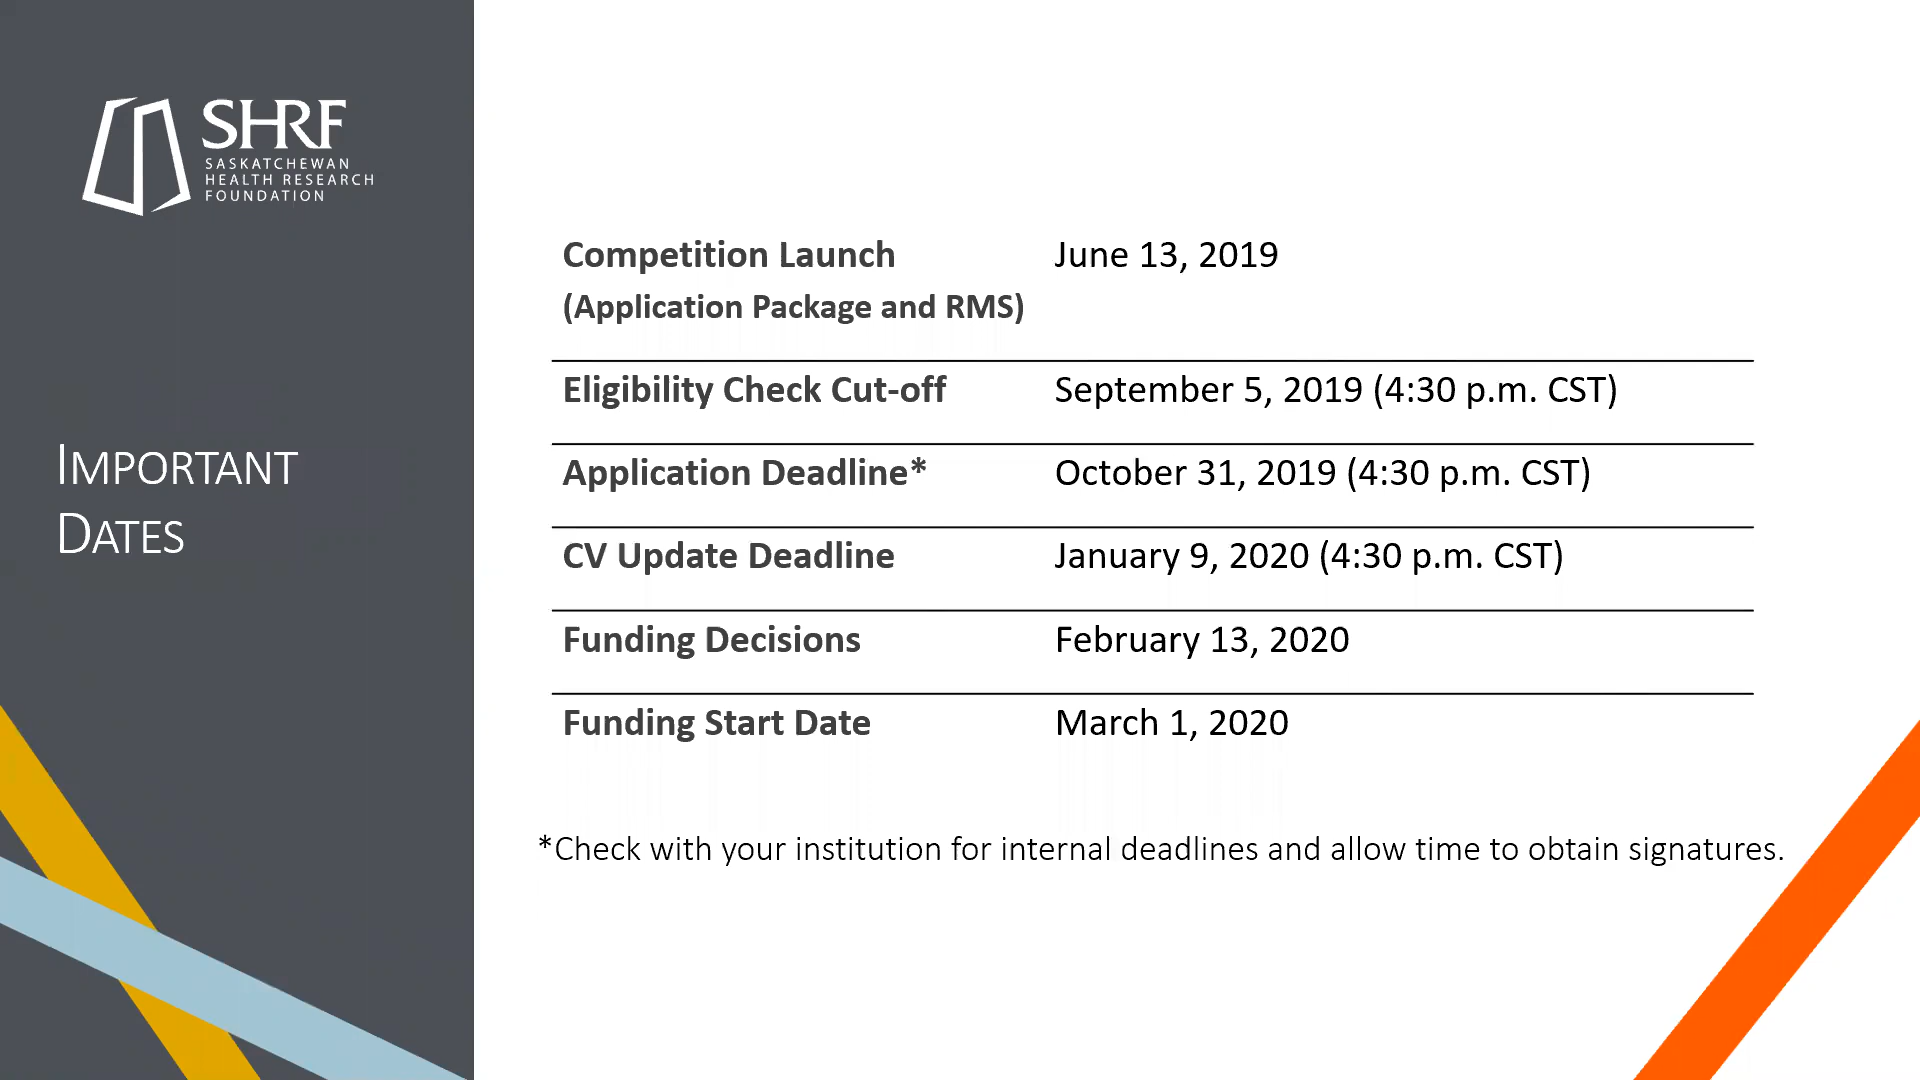 SHRF
SASKATCHEWAN
HEALTH RESEARCH
FOUNDATION
IMPORTANT
DATES
Competition Launch June 13, 2019
(Application Package and RMS)
Eligibility Check Cut-off September 5, 2019 (4:30 p.m. CST)
Application Deadline* October 31, 2019 (4:30 p.m. CST)
CV Update Deadline January 9, 2020 (4:30 p.m. CST)
Funding Decisions February 13, 2020
Funding Start Date March 1, 2020
*Check with your institution for internal deadlines and allow time to obtain signatures.